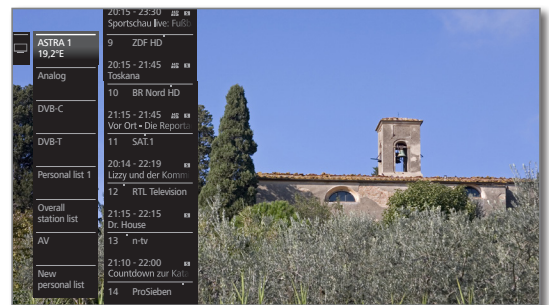 ASTRA 1
19,2°E
Analog
DVB-C
DVB-T
Personal list 1
Overall
station list
AV
New
personal list
20:15 - 23:30
Sportschau live: Fußb
9 ZDF HD
20:15 - 21:45
Toskana
10 BR Nord HD
21:15 - 21:45
Vor Ort - Die Reporta
11 SAT.1
20:14 - 22:19
Lizzy und der Komm
12 RTL Television
21:15 - 22:15
Dr. House
13 n-tv
21:10 - 22:00
Countdown zur Kata
14 ProSieben